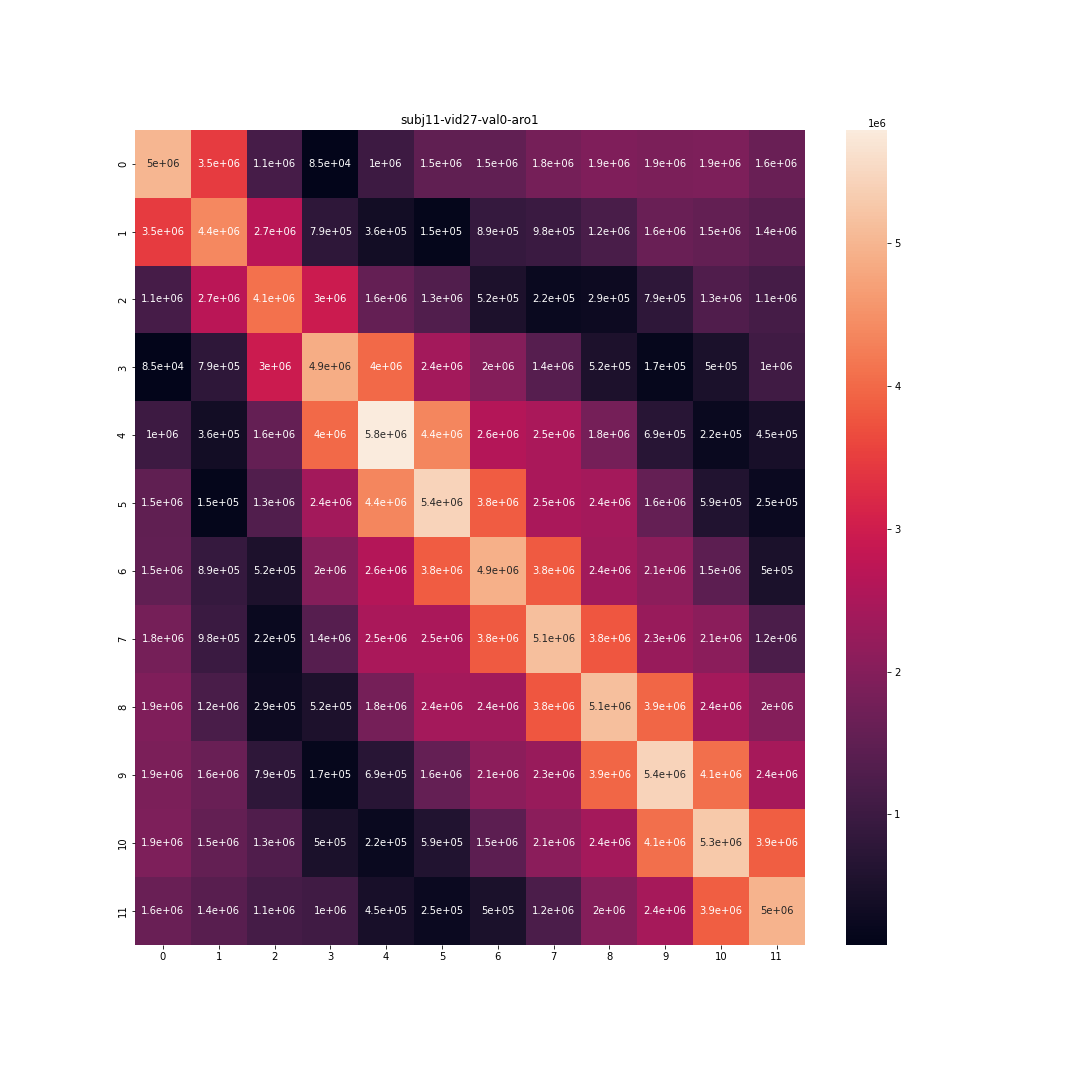 subj11-vid27-val0-aro1
1e6
0 5e+06 3.5e+06 1.1e+06 8.5e+04 1e+06 1.5e+06 1.5e+06 1.8e+06 1.9e+06 1.9e+06 1.9e+06 1.6e+06
1 3.5e+06 4.4e+06 2.7e+06 7.9e+05 3.6e+05 1.5e+05 8.9e+05 9.8e+05 1.2e+06 1.6e+06 1.5e+06 1.4e+06
5
2 1.1e+06 2.7e+06 4.1e+06 3e+06 1.6e+06 1.3e+06 5.2e+05 2.2e+05 2.9e+05 7.9e+05 1.3e+06 1.1e+06
3 8.5e+04 7.9e+05 3e+06 4.9e+06 4e+06 2.4e+06 2e+06 1.4e+06 5.2e+05 1.7e+05 5e+05 1e+06
4
4 1e+06 3.6e+05 1.6e+06 4e+06 5.8e+06 4.4e+06 2.6e+06 2.5e+06 1.8e+06 6.9e+05 2.2e+05 4.5e+05
5 1.5e+06 1.5e+05 1.3e+06 2.4e+06 4.4e+06 5.4e+06 3.8e+06 2.5e+06 2.4e+06 1.6e+06 5.9e+05 2.5e+05
3
6 1.5e+06 8.9e+05 5.2e+05 2e+06 2.6e+06 3.8e+06 4.9e+06 3.8e+06 2.4e+06 2.1e+06 1.5e+06 5e+05
7 1.8e+06 9.8e+05 2.2e+05 1.4e+06 2.5e+06 2.5e+06 3.8e+06 5.1e+06 3.8e+06 2.3e+06 2.1e+06 1.2e+06
2
8 1.9e+06 1.2e+06 2.9e+05 5.2e+05 1.8e+06 2.4e+06 2.4e+06 3.8e+06 5.1e+06 3.9e+06 2.4e+06 2e+06
9 1.9e+06 1.6e+06 7.9e+05 1.7e+05 6.9e+05 1.6e+06 2.1e+06 2.3e+06 3.9e+06 5.4e+06 4.1e+06 2.4e+06
1
10 1.9e+06 1.5e+06 1.3e+06 5e+05 2.2e+05 5.9e+05 1.5e+06 2.1e+06 2.4e+06 4.1e+06 5.3e+06 3.9e+06
11 1.6e+06 1.4e+06 1.1e+06 1e+06 4.5e+05 2.5e+05 5e+05 1.2e+06 2e+06 2.4e+06 3.9e+06 5e+06
0 1 2 3 4 5 6 7 8 9 10 11